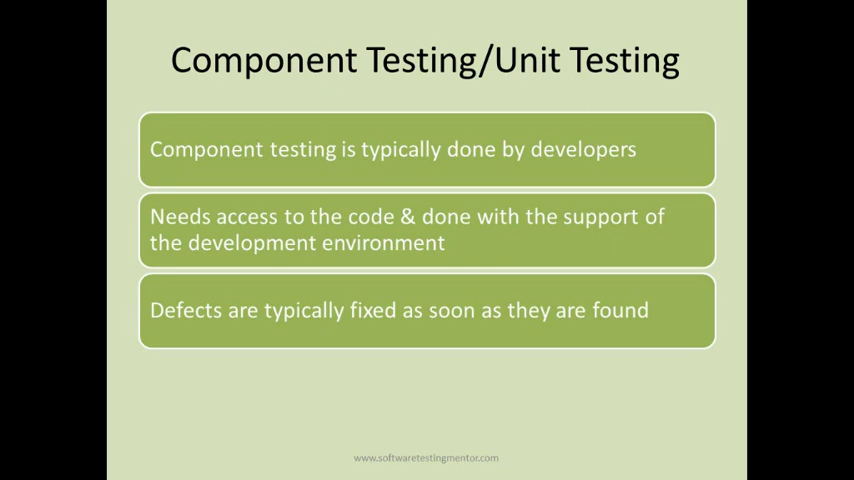 Component Testing/Unit Testing
Component testing is typically done by developers
Needs access to the code & done with the support of
the development environment
Defects are typically fixed as soon as they are found
www.softwaretestingmentor.com